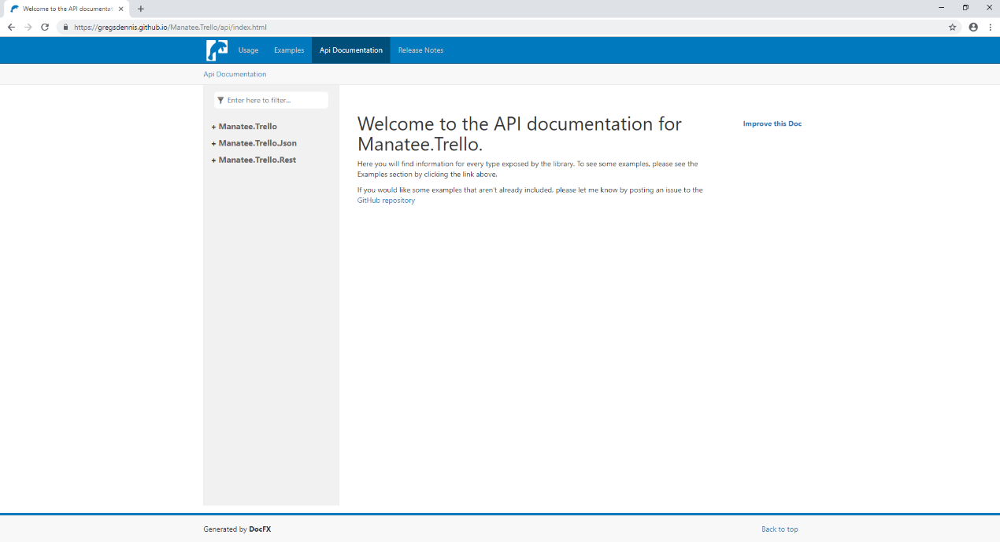 Welcome to the API documentat
https://gregsdennis.github.io/Manatee.Trello/api/index.html
Usage Examples Api Documentation Release Notes
Api Documentation
Enter here to filter...
+ Manatee.Trello
+ Manatee.Trello.Json
+ Manatee.Trello.Rest
Welcome to the API documentation for
Manatee.Trello.
Here you will find information for every type exposed by the library. To see some examples, please see the
Examples section by clicking the link above.
If you would like some examples that aren't already included, please let me know by posting an issue to the
GitHub repository
Improve this Doc
Generated by DocFX
Back to top